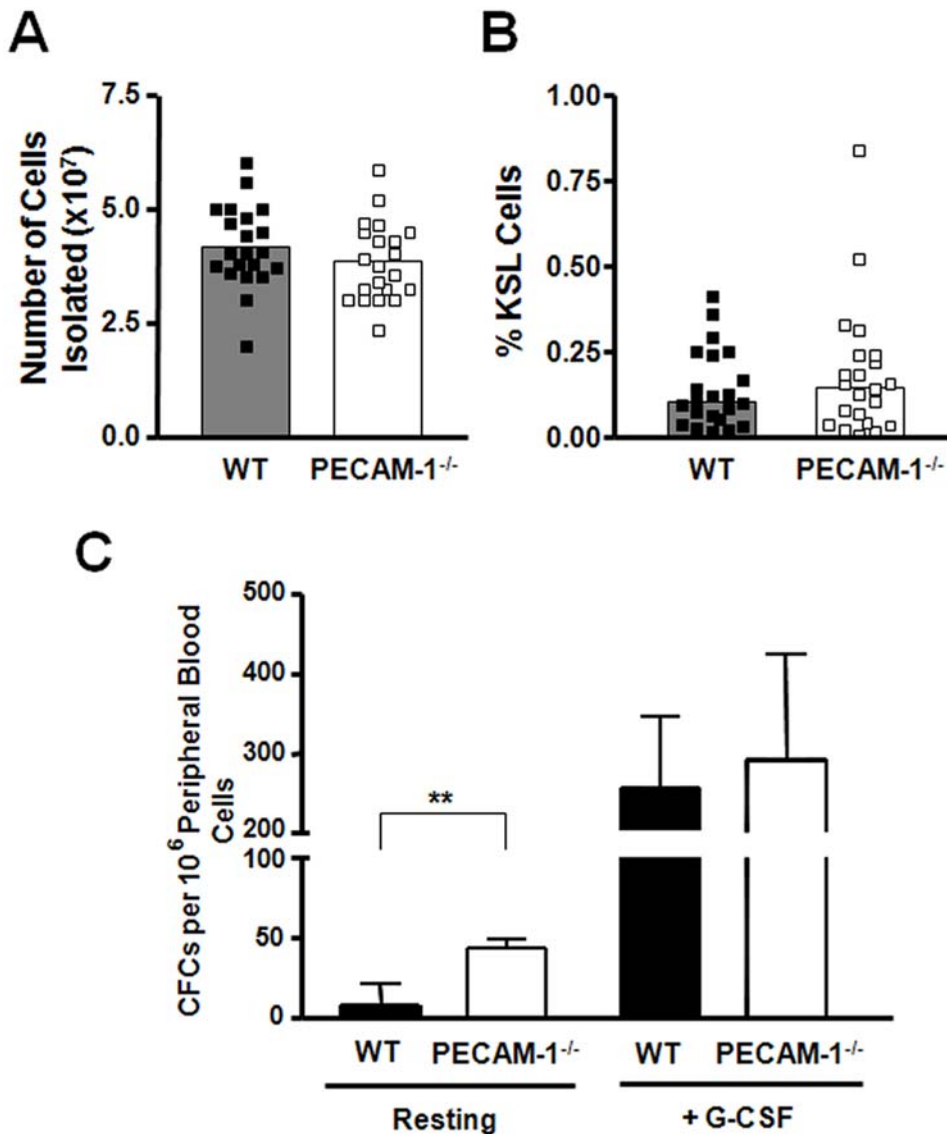 A
Number of Cells
Isolated (x10⁷)
7.5
5.0
2.5
0.0
WT
PECAM-1⁻/⁻
B
% KSL Cells
1.00
0.75
0.50
0.25
0.00
WT
PECAM-1⁻/⁻
C
CFCs per 10⁶ Peripheral Blood
Cells
500
400
300
200
100
50
0
**
WT
PECAM-1⁻/⁻
WT
PECAM-1⁻/⁻
Resting
+ G-CSF